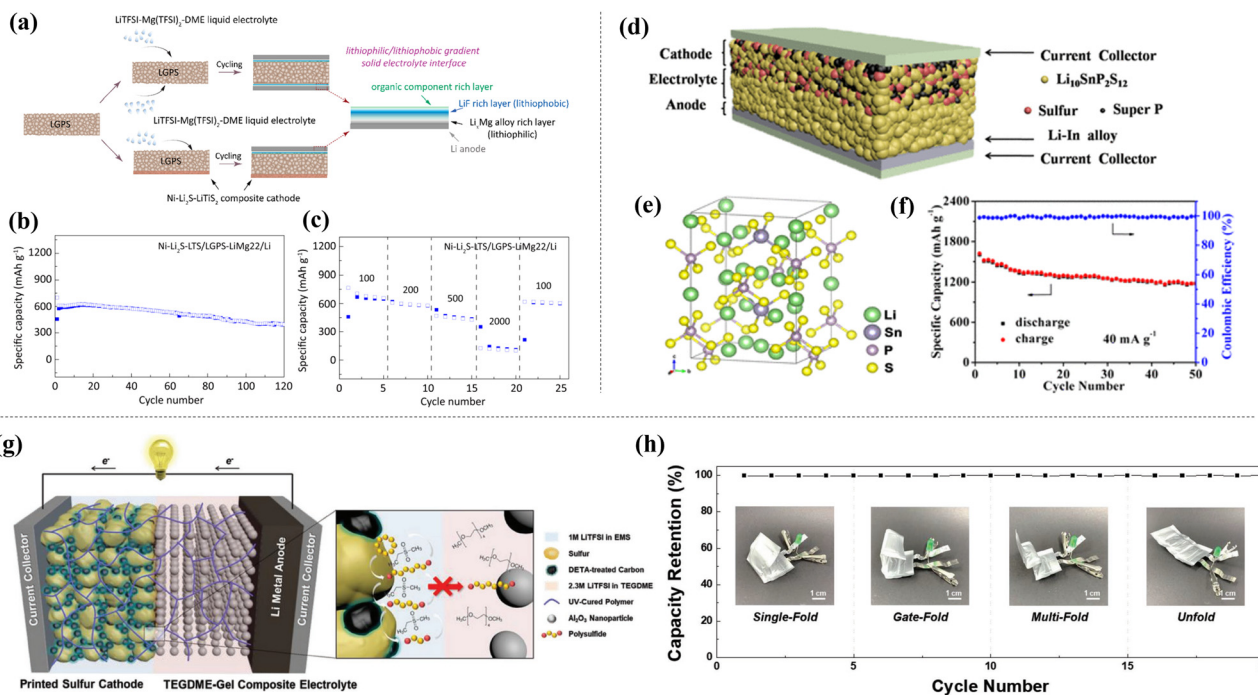 (a)
LiTFSI-Mg(TFSI)2-DME liquid electrolyte
LGPS
Cycling
lithiophilic/lithiophobic gradient
solid electrolyte interface
organic component rich layer
LiF rich layer (lithiophobic)
LixMg alloy rich layer
(lithiophilic)
Li anode
LGPS
LiTFSI-Mg(TFSI)2-DME liquid electrolyte
LGPS
Cycling
Ni-Li2S-LiTiS2 composite cathode
(b)
Ni-Li2S-LTS/LGPS-LiMg22/Li
Specific capacity (mAh g-1)
1200
900
600
300
0
0 20 40 60 80 100 120
Cycle number
(c)
Ni-Li2S-LTS/LGPS-LiMg22/Li
Specific capacity (mAh g-1)
1200
900
600
300
0
100
200
500
2000
100
0 5 10 15 20 25
Cycle number
(d)
Cathode
Electrolyte
Anode
Current Collector
Li10SnP2S12
Sulfur
Super P
Li-In alloy
Current Collector
(e)
Li
Sn
P
S
(f)
Specific Capacity (mAh g-1)
2400
1800
1200
600
0
discharge
charge
40 mA g-1
0 10 20 30 40 50
Cycle Number
100
80
60
40
20
0
Coulombic Efficiency (%)
(g)
e-
e-
Current Collector
Li Metal Anode
Current Collector
Printed Sulfur Cathode
TEGDME-Gel Composite Electrolyte
1M LiTFSI in EMS
Sulfur
DETA-treated Carbon
2.3M LiTFSI in TEGDME
UV-Cured Polymer
Al2O3 Nanoparticle
Polysulfide
(h)
Capacity Retention (%)
100
80
60
40
20
0
1 cm
1 cm
1 cm
1 cm
Single-Fold
Gate-Fold
Multi-Fold
Unfold
0 5 10 15
Cycle Number